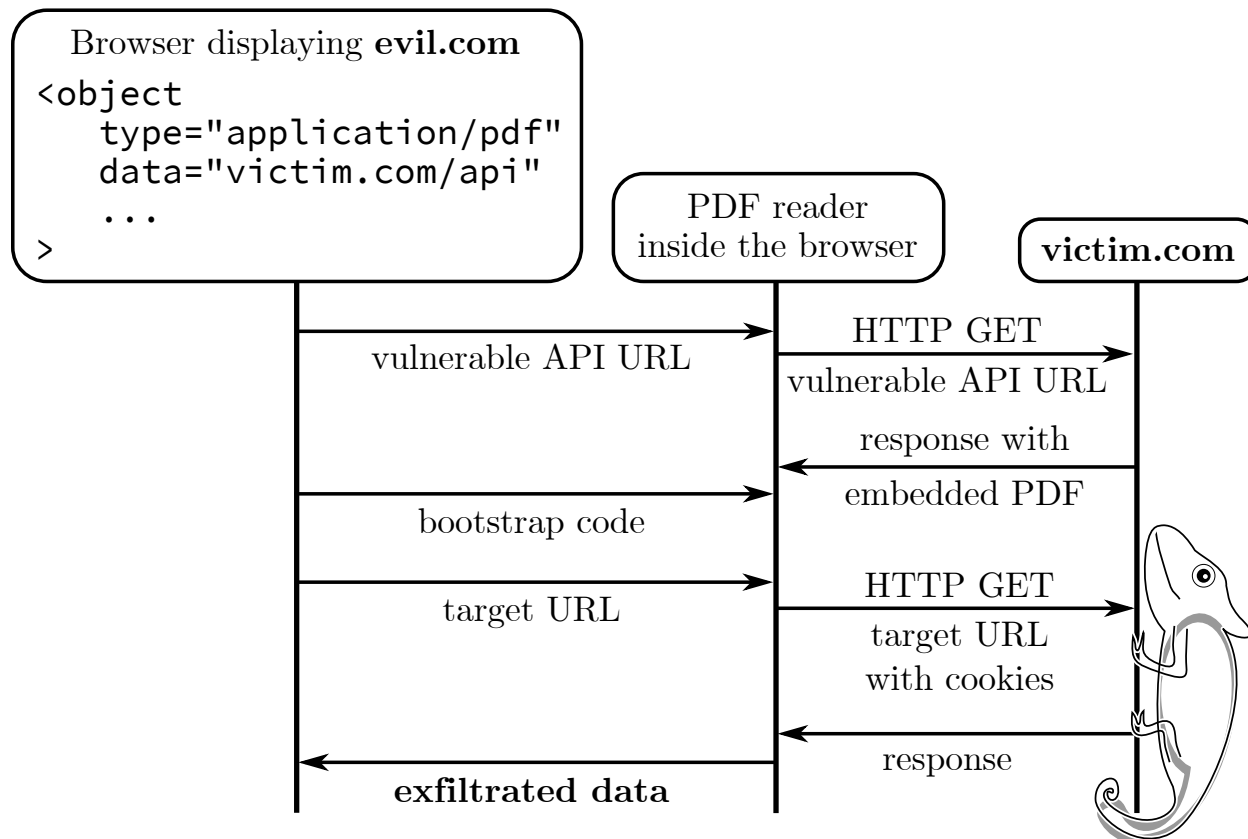 Browser displaying evil.com
<object
type="application/pdf"
data="victim.com/api"
...
>
PDF reader
inside the browser
victim.com
vulnerable API URL
HTTP GET
vulnerable API URL
response with
embedded PDF
bootstrap code
target URL
HTTP GET
target URL
with cookies
response
exfiltrated data